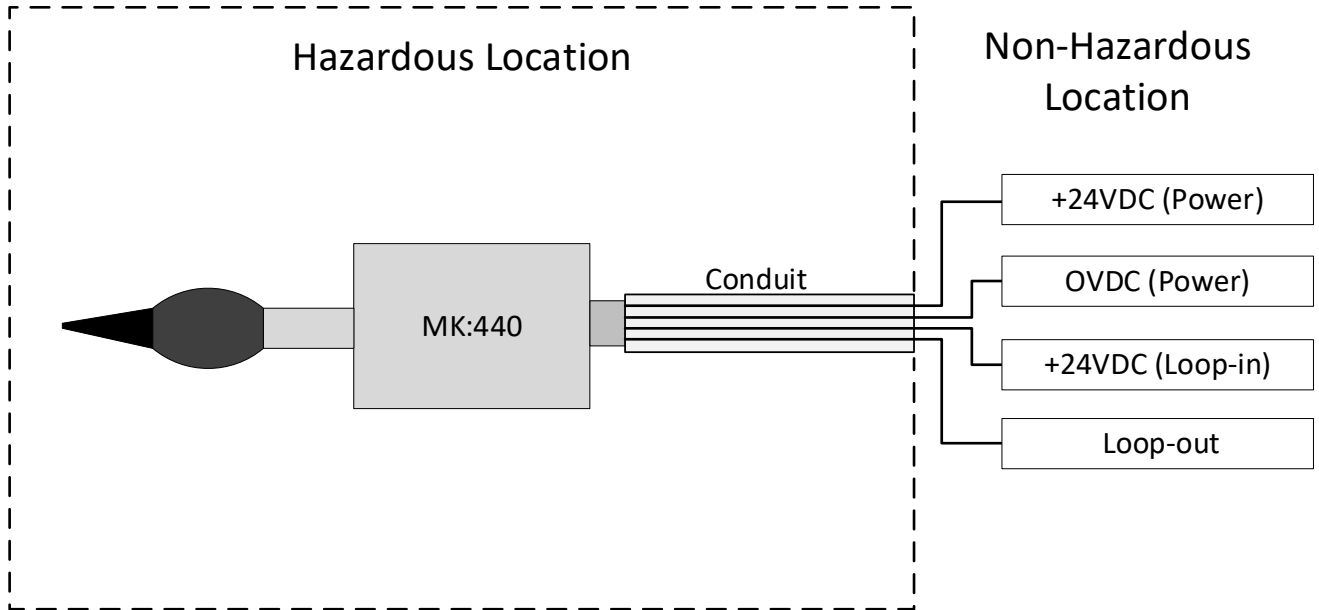 Hazardous Location
Non-Hazardous
Location
+24VDC (Power)
OVDC (Power)
Conduit
MK:440
+24VDC (Loop-in)
Loop-out